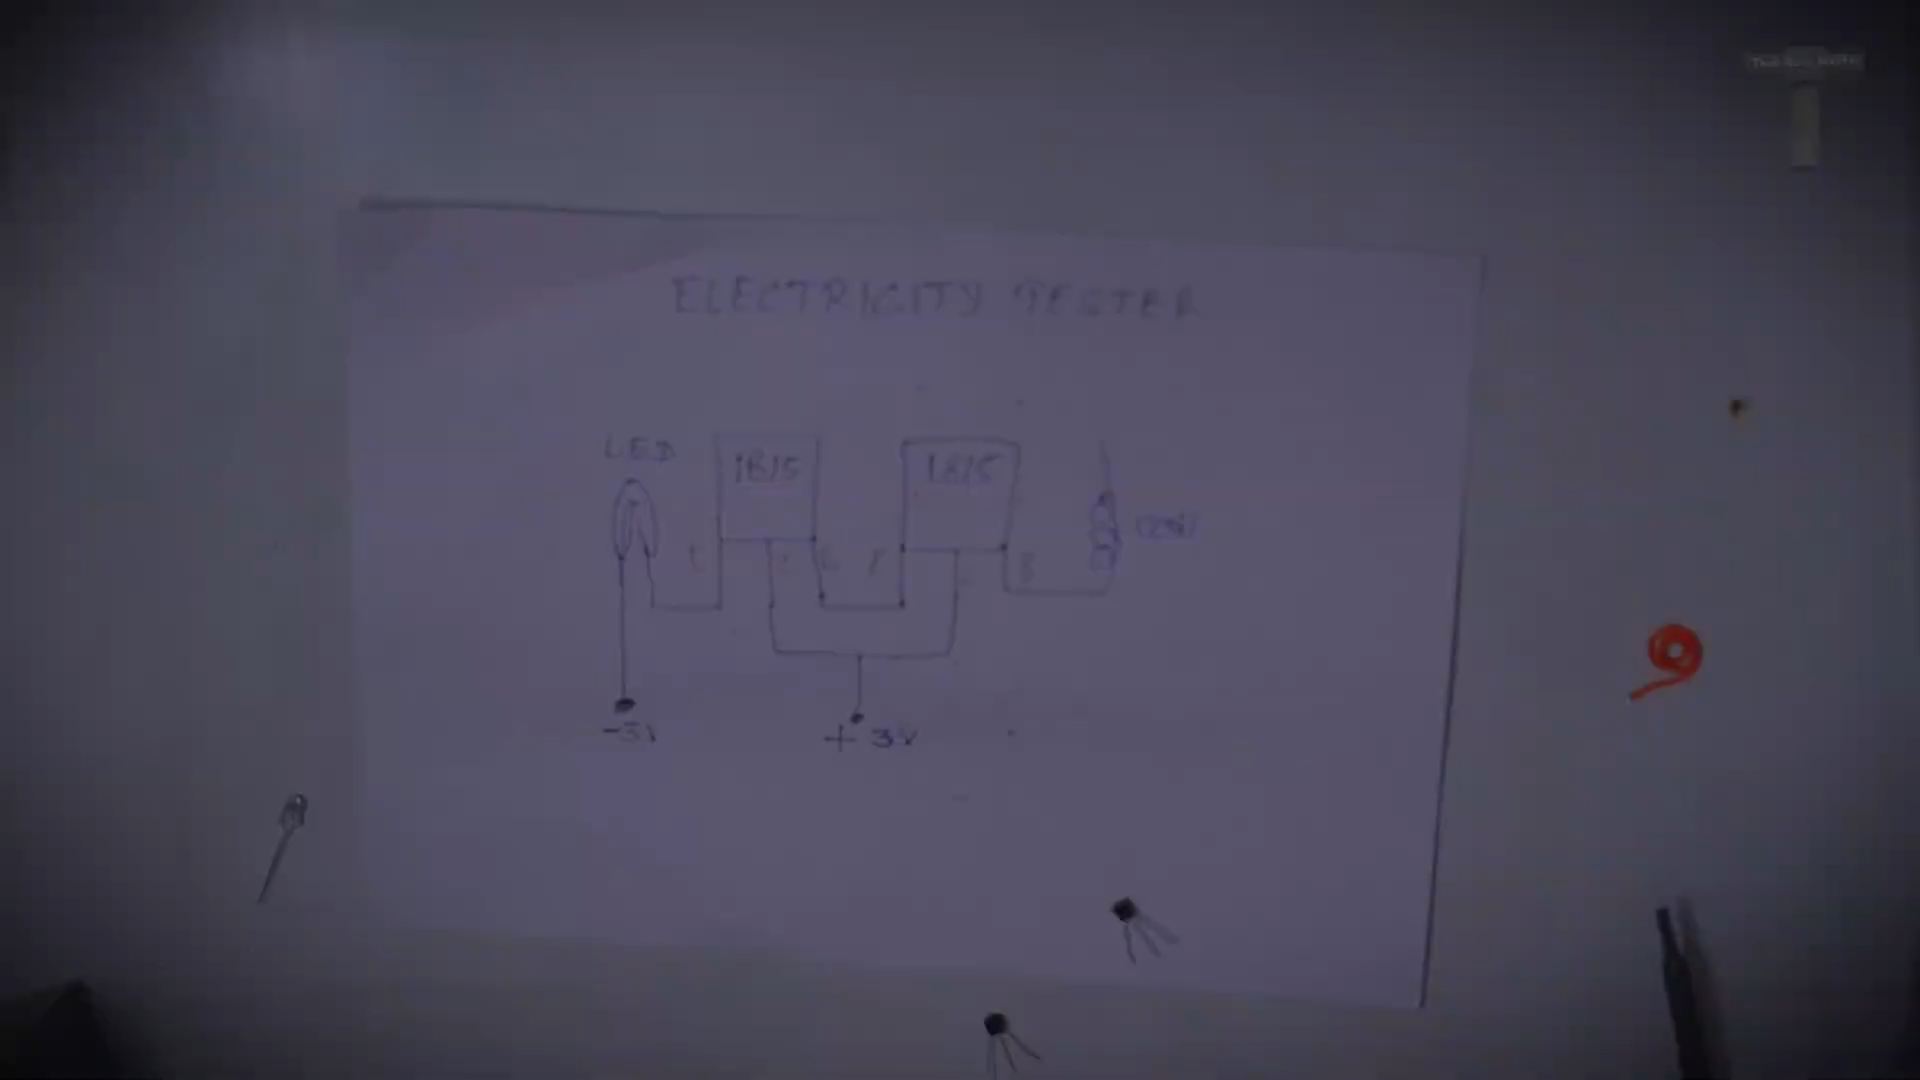 ELECTRICITY TESTER
LED
1815
1815
E
B
E
B
-3V
+ 3V